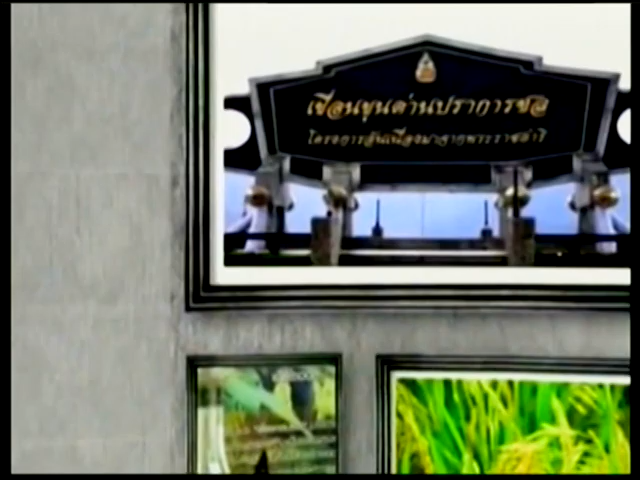 เขื่อนขุนด่านปราการชล
โครงการอันเนื่องมาจากพระราชดำริ